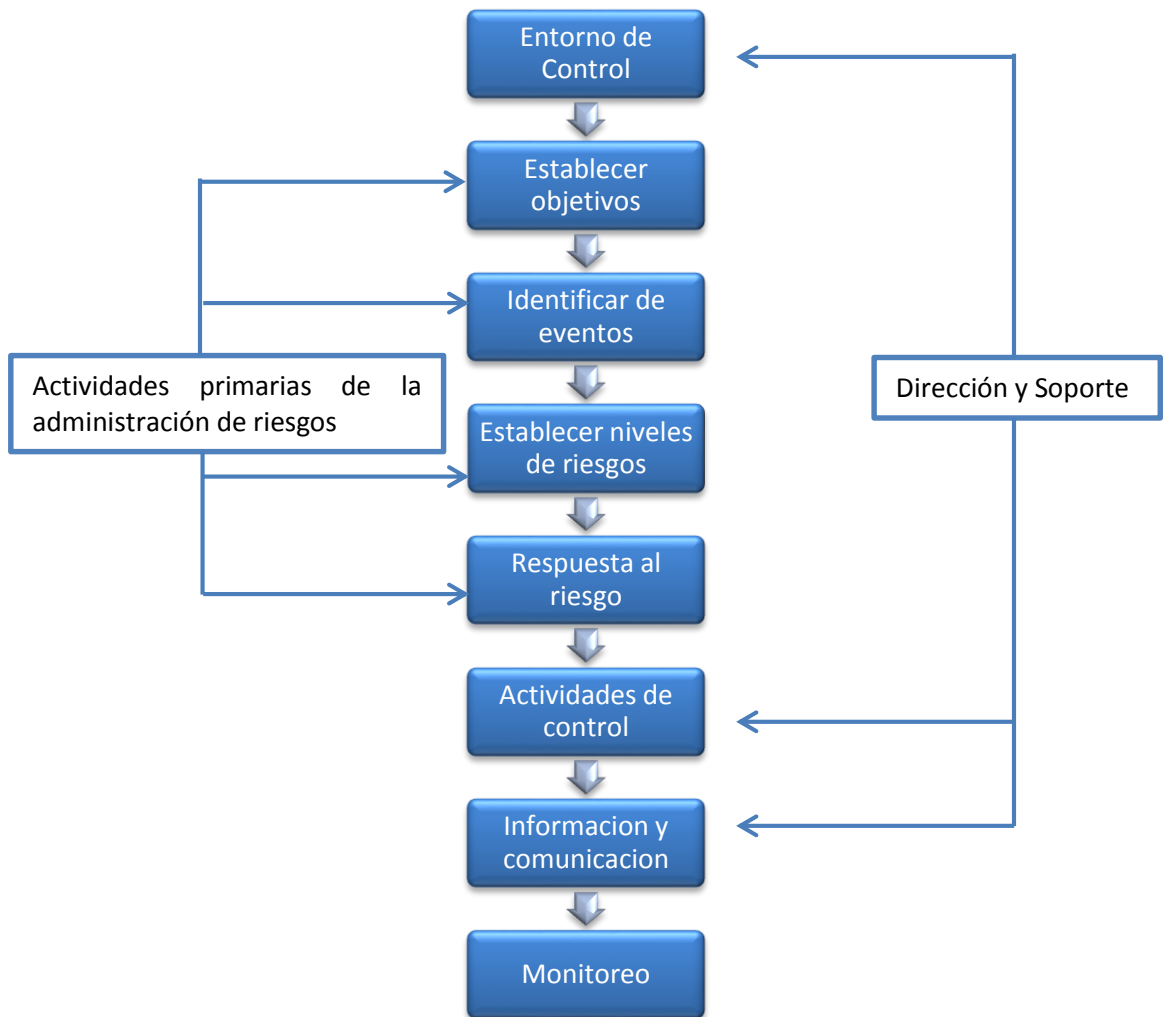 Entorno de
Control
Establecer
objetivos
Identificar de
eventos
Actividades primarias de la
administración de riesgos
Dirección y Soporte
Establecer niveles
de riesgos
Respuesta al
riesgo
Actividades de
control
Informacion y
comunicacion
Monitoreo